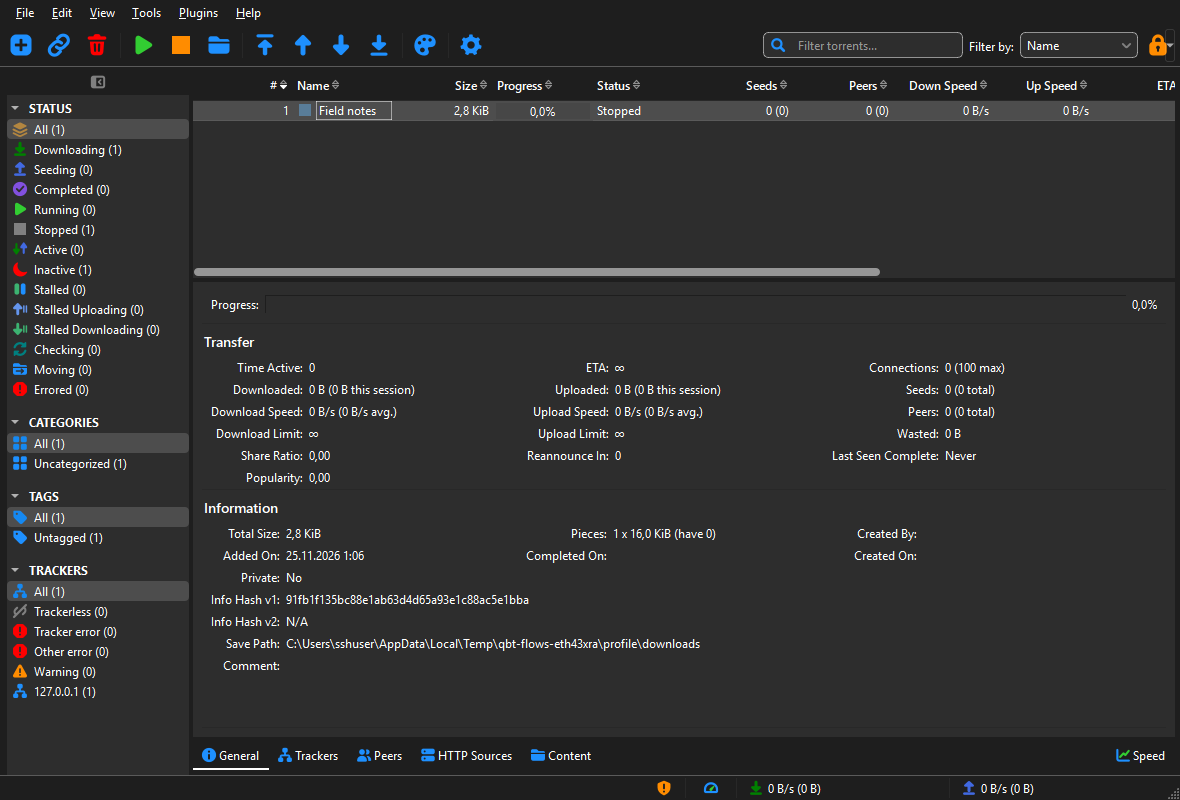 File Edit View Tools Plugins Help
Filter torrents... Filter by: Name
# Name Size Progress Status Seeds Peers Down Speed Up Speed ETA
1 Field notes 2,8 KiB 0,0% Stopped 0 (0) 0 (0) 0 B/s 0 B/s
STATUS
All (1)
Downloading (1)
Seeding (0)
Completed (0)
Running (0)
Stopped (1)
Active (0)
Inactive (1)
Stalled (0)
Stalled Uploading (0)
Stalled Downloading (0)
Checking (0)
Moving (0)
Errored (0)
CATEGORIES
All (1)
Uncategorized (1)
TAGS
All (1)
Untagged (1)
TRACKERS
All (1)
Trackerless (0)
Tracker error (0)
Other error (0)
Warning (0)
127.0.0.1 (1)
Progress: 0,0%
Transfer
Time Active: 0 ETA: ∞ Connections: 0 (100 max)
Downloaded: 0 B (0 B this session) Uploaded: 0 B (0 B this session) Seeds: 0 (0 total)
Download Speed: 0 B/s (0 B/s avg.) Upload Speed: 0 B/s (0 B/s avg.) Peers: 0 (0 total)
Download Limit: ∞ Upload Limit: ∞ Wasted: 0 B
Share Ratio: 0,00 Reannounce In: 0 Last Seen Complete: Never
Popularity: 0,00
Information
Total Size: 2,8 KiB Pieces: 1 x 16,0 KiB (have 0) Created By:
Added On: 25.11.2026 1:06 Completed On: Created On:
Private: No
Info Hash v1: 91fb1f135bc88e1ab63d4d65a93e1c88ac5e1bba
Info Hash v2: N/A
Save Path: C:\Users\sshuser\AppData\Local\Temp\qbt-flows-eth43xra\profile\downloads
Comment:
General Trackers Peers HTTP Sources Content Speed
0 B/s (0 B) 0 B/s (0 B)